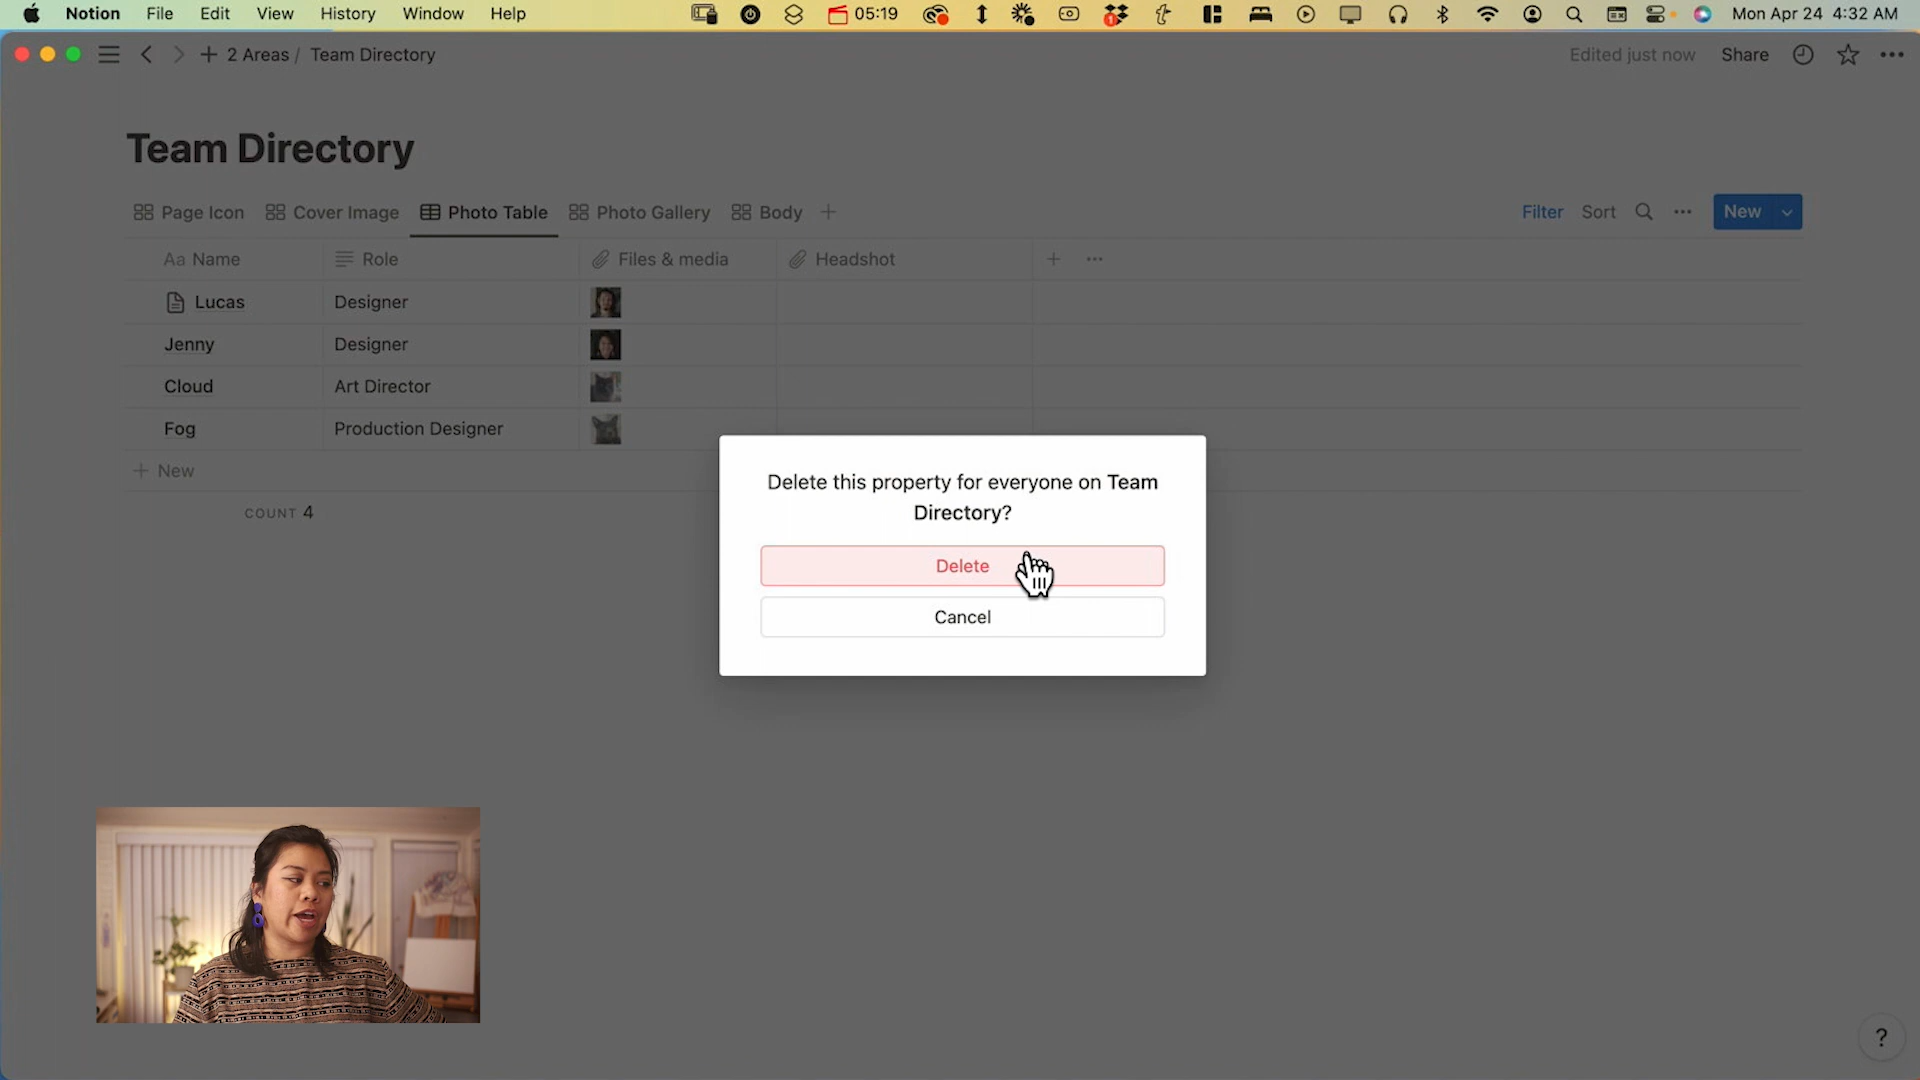 Notion File Edit View History Window Help 05:19 1 Mon Apr 24 4:32 AM
2 Areas / Team Directory Edited just now Share
Team Directory
Page Icon Cover Image Photo Table Photo Gallery Body Filter Sort New
Aa Name Role Files & media Headshot
Lucas Designer
Jenny Designer
Cloud Art Director
Fog Production Designer
New
COUNT 4
Delete this property for everyone on Team
Directory?
Delete
Cancel
?